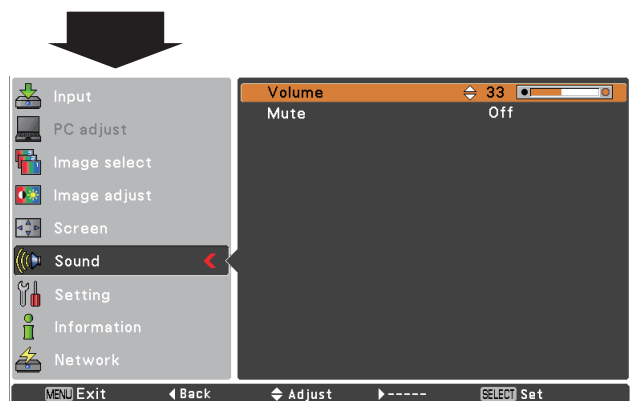 Input
PC adjust
Image select
Image adjust
Screen
Sound
Setting
Information
Network
Volume 33
Mute Off
MENU Exit Back Adjust ----- SELECT Set